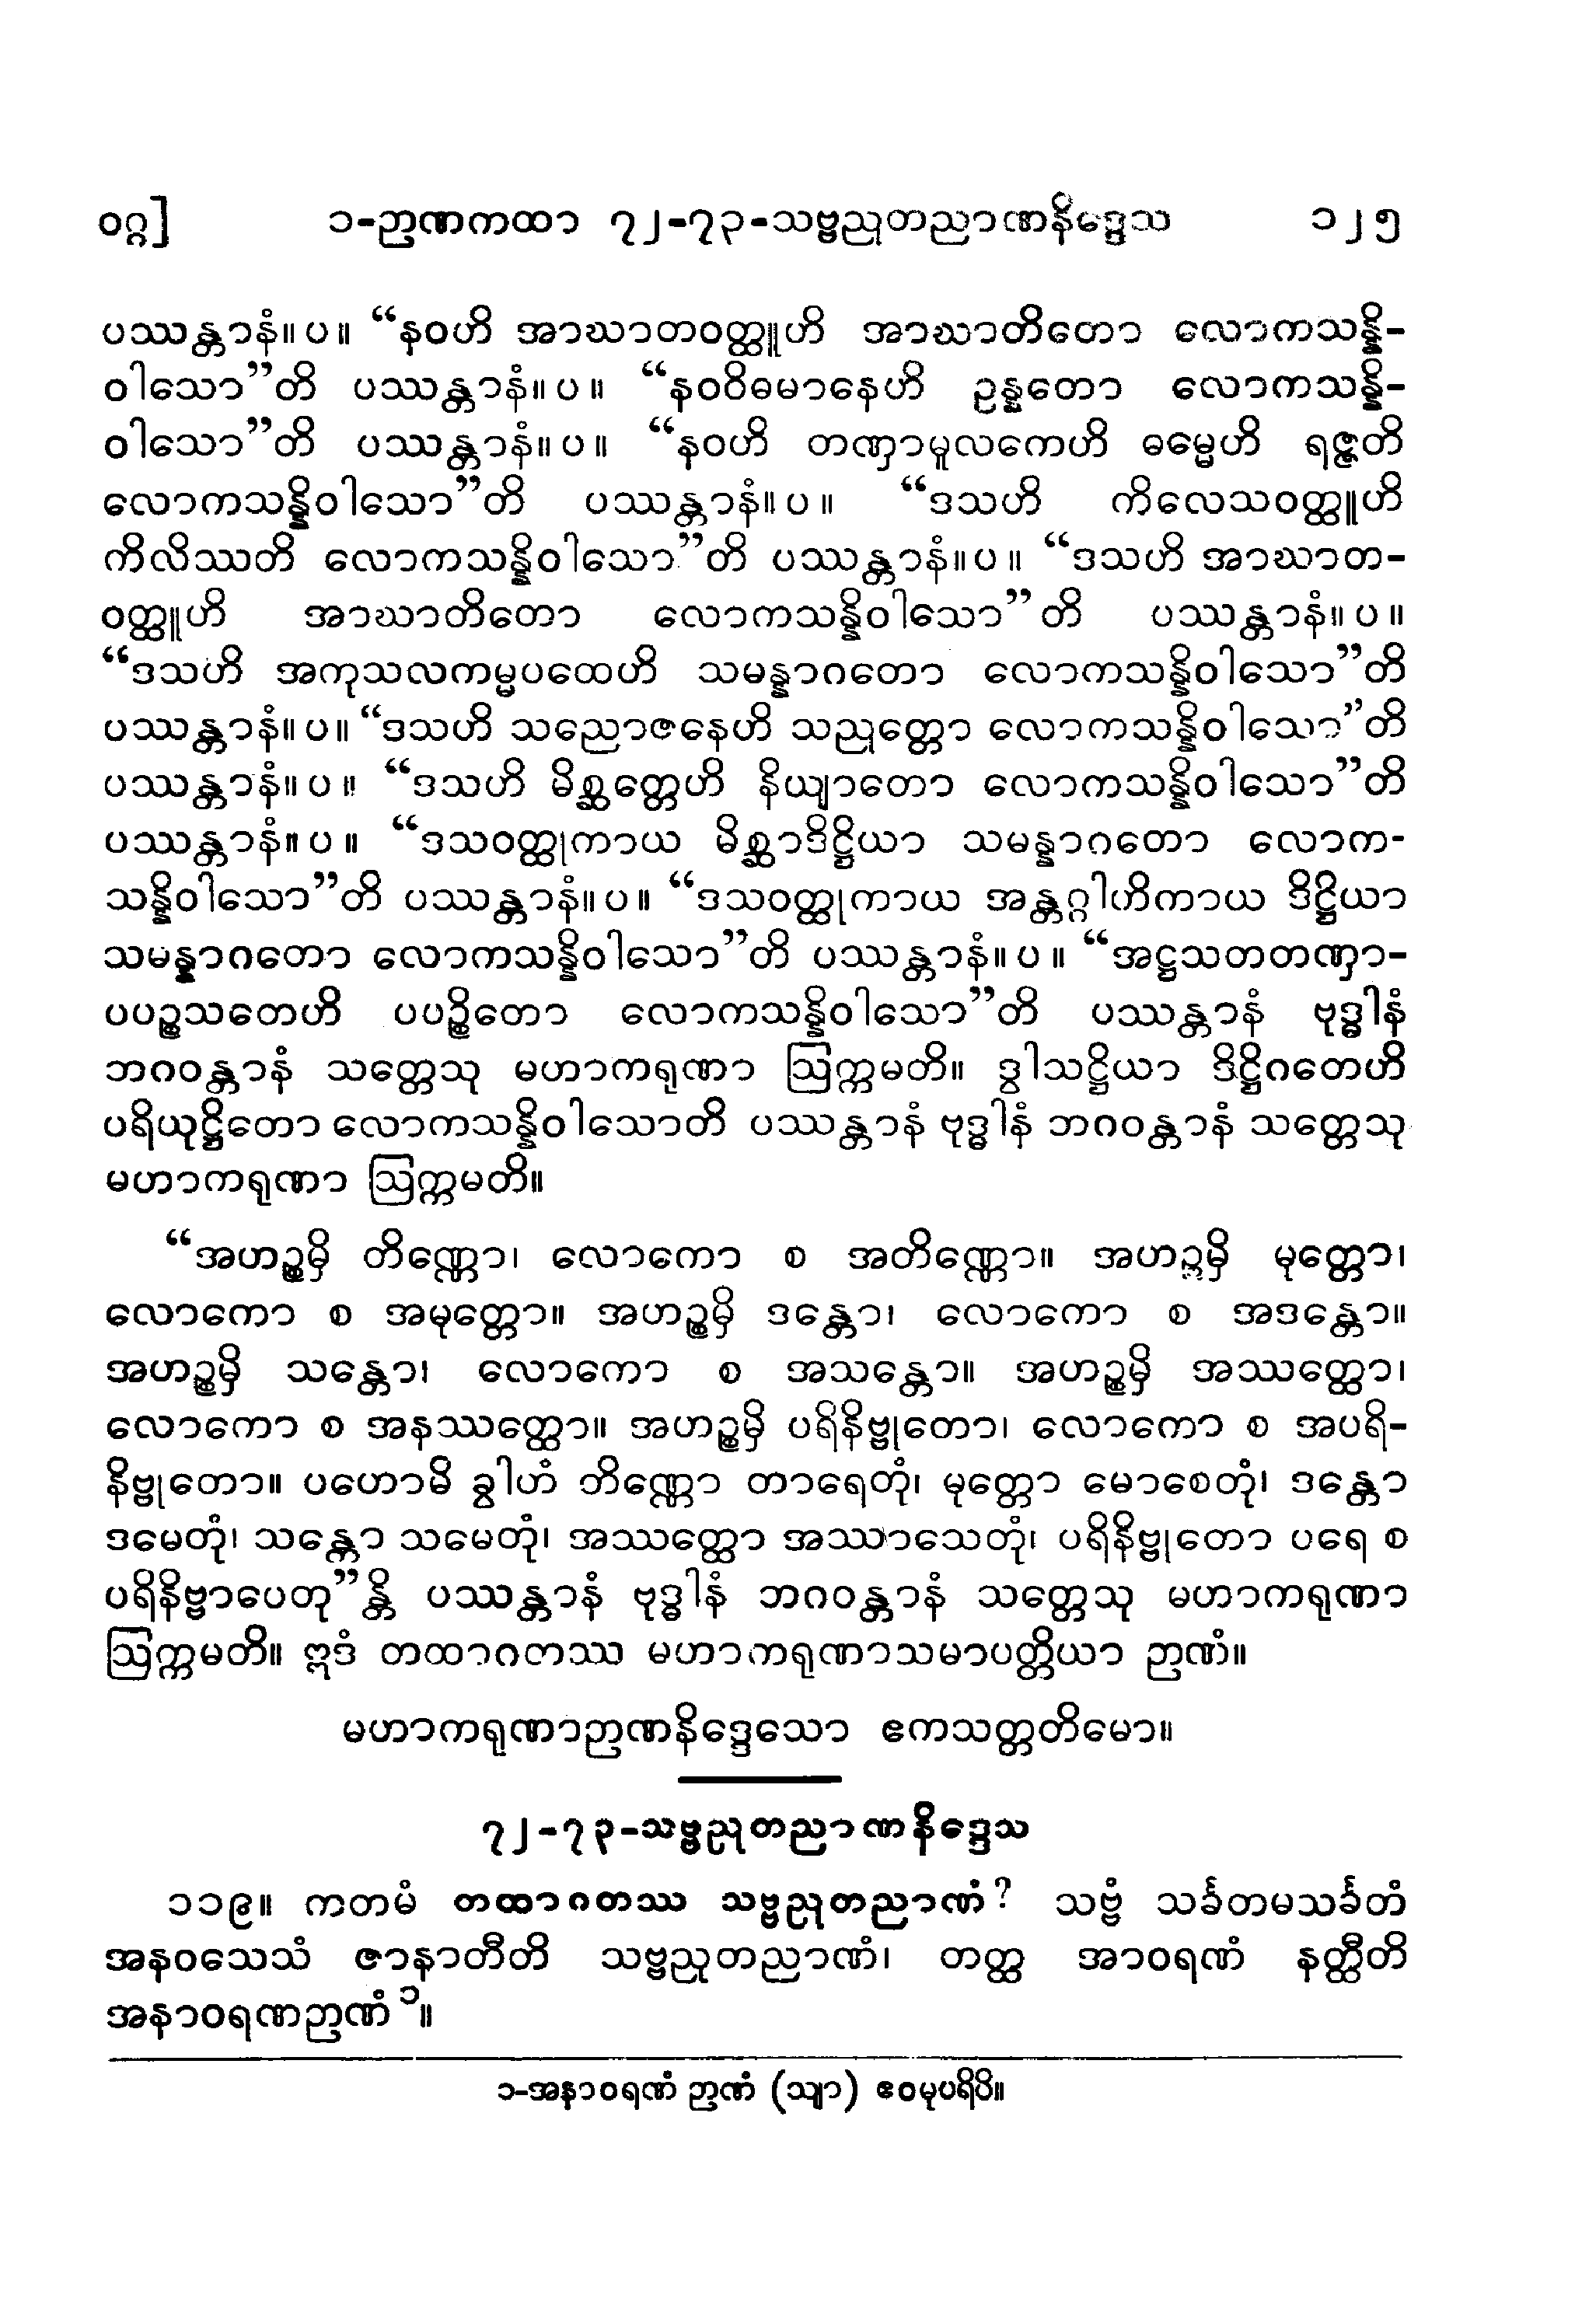 ဝဂ္ဂ] ၁-ဉာဏကထာ ၇၂-၇၃-သဗ္ဗညုတညာဏနိဒ္ဒေသ ၁၂၅
ပဿန္တာနံ။ပ။ “နဝဟိ အာဃာတဝတ္ထူဟိ အာဃာတိတော လောကသန္နိ-
ဝါသော”တိ ပဿန္တာနံ။ပ။ “နဝဝိဓမာနေဟိ ဥန္နတော လောကသန္နိ-
ဝါသော”တိ ပဿန္တာနံ။ပ။ “နဝဟိ တဏှာမူလကေဟိ ဓမ္မေဟိ ရဇ္ဇတိ
လောကသန္နိဝါသော”တိ ပဿန္တာနံ။ပ။ “ဒသဟိ ကိလေသဝတ္ထူဟိ
ကိလိဿတိ လောကသန္နိဝါသော”တိ ပဿန္တာနံ။ပ။ “ဒသဟိ အာဃာတ-
ဝတ္ထူဟိ အာဃာတိတော လောကသန္နိဝါသော”တိ ပဿန္တာနံ။ပ။
“ဒသဟိ အကုသလကမ္မပထေဟိ သမန္နာဂတော လောကသန္နိဝါသော”တိ
ပဿန္တာနံ။ပ။ “ဒသဟိ သညောဇနေဟိ သညုတ္တော လောကသန္နိဝါသော”တိ
ပဿန္တာနံ။ပ။ “ဒသဟိ မိစ္ဆတ္တေဟိ နိယျာတော လောကသန္နိဝါသော”တိ
ပဿန္တာနံ။ပ။ “ဒသဝတ္ထုကာယ မိစ္ဆာဒိဋ္ဌိယာ သမန္နာဂတော လောက-
သန္နိဝါသော”တိ ပဿန္တာနံ။ပ။ “ဒသဝတ္ထုကာယ အန္တဂ္ဂါဟိကာယ ဒိဋ္ဌိယာ
သမန္နာဂတော လောကသန္နိဝါသော”တိ ပဿန္တာနံ။ပ။ “အဋ္ဌသတတဏှာ-
ပပဉ္စသတေဟိ ပပဉ္စိတော လောကသန္နိဝါသော”တိ ပဿန္တာနံ ဗုဒ္ဓါနံ
ဘဂဝန္တာနံ သတ္တေသု မဟာကရုဏာ ဩက္ကမတိ။ ဒွါသဋ္ဌိယာ ဒိဋ္ဌိဂတေဟိ
ပရိယုဋ္ဌိတော လောကသန္နိဝါသောတိ ပဿန္တာနံ ဗုဒ္ဓါနံ ဘဂဝန္တာနံ သတ္တေသု
မဟာကရုဏာ ဩက္ကမတိ။
“အဟဉ္စမှိ တိဏ္ဏော၊ လောကော စ အတိဏ္ဏော။ အဟဉ္စမှိ မုတ္တော၊
လောကော စ အမုတ္တော။ အဟဉ္စမှိ ဒန္တော၊ လောကော စ အဒန္တော။
အဟဉ္စမှိ သန္တော၊ လောကော စ အသန္တော။ အဟဉ္စမှိ အဿတ္ထော၊
လောကော စ အနဿတ္ထော။ အဟဉ္စမှိ ပရိနိဗ္ဗုတော၊ လောကော စ အပရိ-
နိဗ္ဗုတော။ ပဟောမိ ခွါဟံ တိဏ္ဏော တာရေတုံ၊ မုတ္တော မောစေတုံ၊ ဒန္တော
ဒမေတုံ၊ သန္တော သမေတုံ၊ အဿတ္ထော အဿာသေတုံ၊ ပရိနိဗ္ဗုတော ပရေ စ
ပရိနိဗ္ဗာပေတု”န္တိ ပဿန္တာနံ ဗုဒ္ဓါနံ ဘဂဝန္တာနံ သတ္တေသု မဟာကရုဏာ
ဩက္ကမတိ။ ဣဒံ တထာဂတဿ မဟာကရုဏာသမာပတ္တိယာ ဉာဏံ။
မဟာကရုဏာဉာဏနိဒ္ဒေသော ဧကသတ္တတိမော။
၇၂-၇၃-သဗ္ဗညုတညာဏနိဒ္ဒေသ
၁၁၉။ ကတမံ တထာဂတဿ သဗ္ဗညုတညာဏံ? သဗ္ဗံ သင်္ခတမသင်္ခတံ
အနဝသေသံ ဇာနာတီတိ သဗ္ဗညုတညာဏံ၊ တတ္ထ အာဝရဏံ နတ္ထီတိ
အနာဝရဏဉာဏံ ၁။
၁-အနာဝရဏံ ဉာဏံ (သျာ) ဧဝမုပရိပိ။